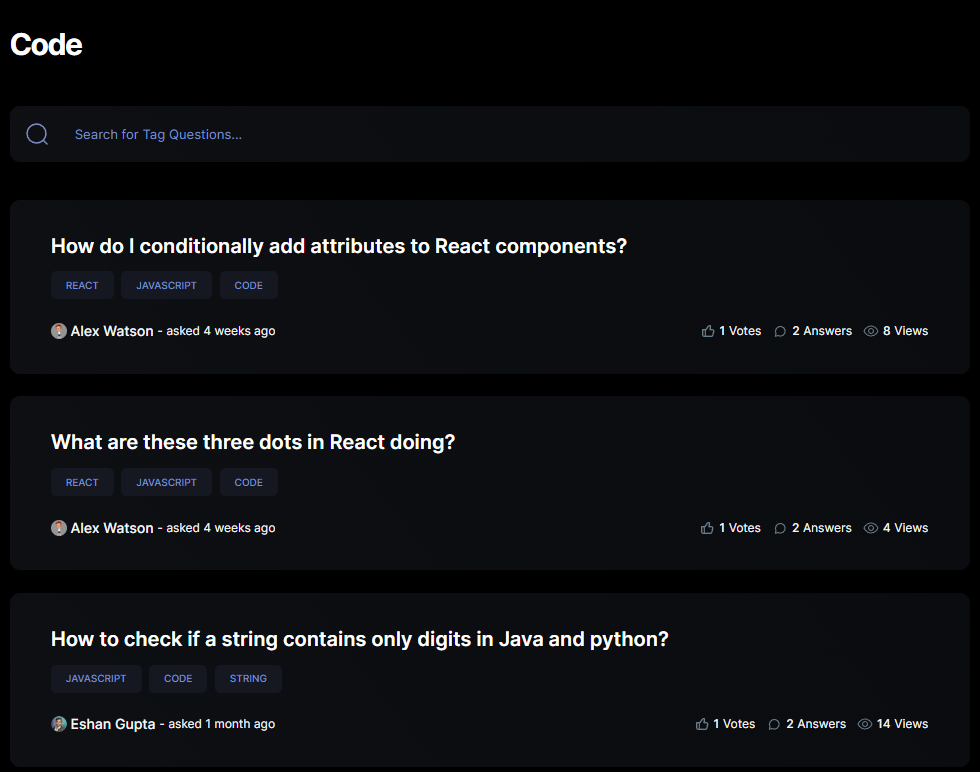 Code
Search for Tag Questions...
How do I conditionally add attributes to React components?
REACT JAVASCRIPT CODE
Alex Watson - asked 4 weeks ago 1 Votes 2 Answers 8 Views
What are these three dots in React doing?
REACT JAVASCRIPT CODE
Alex Watson - asked 4 weeks ago 1 Votes 2 Answers 4 Views
How to check if a string contains only digits in Java and python?
JAVASCRIPT CODE STRING
Eshan Gupta - asked 1 month ago 1 Votes 2 Answers 14 Views